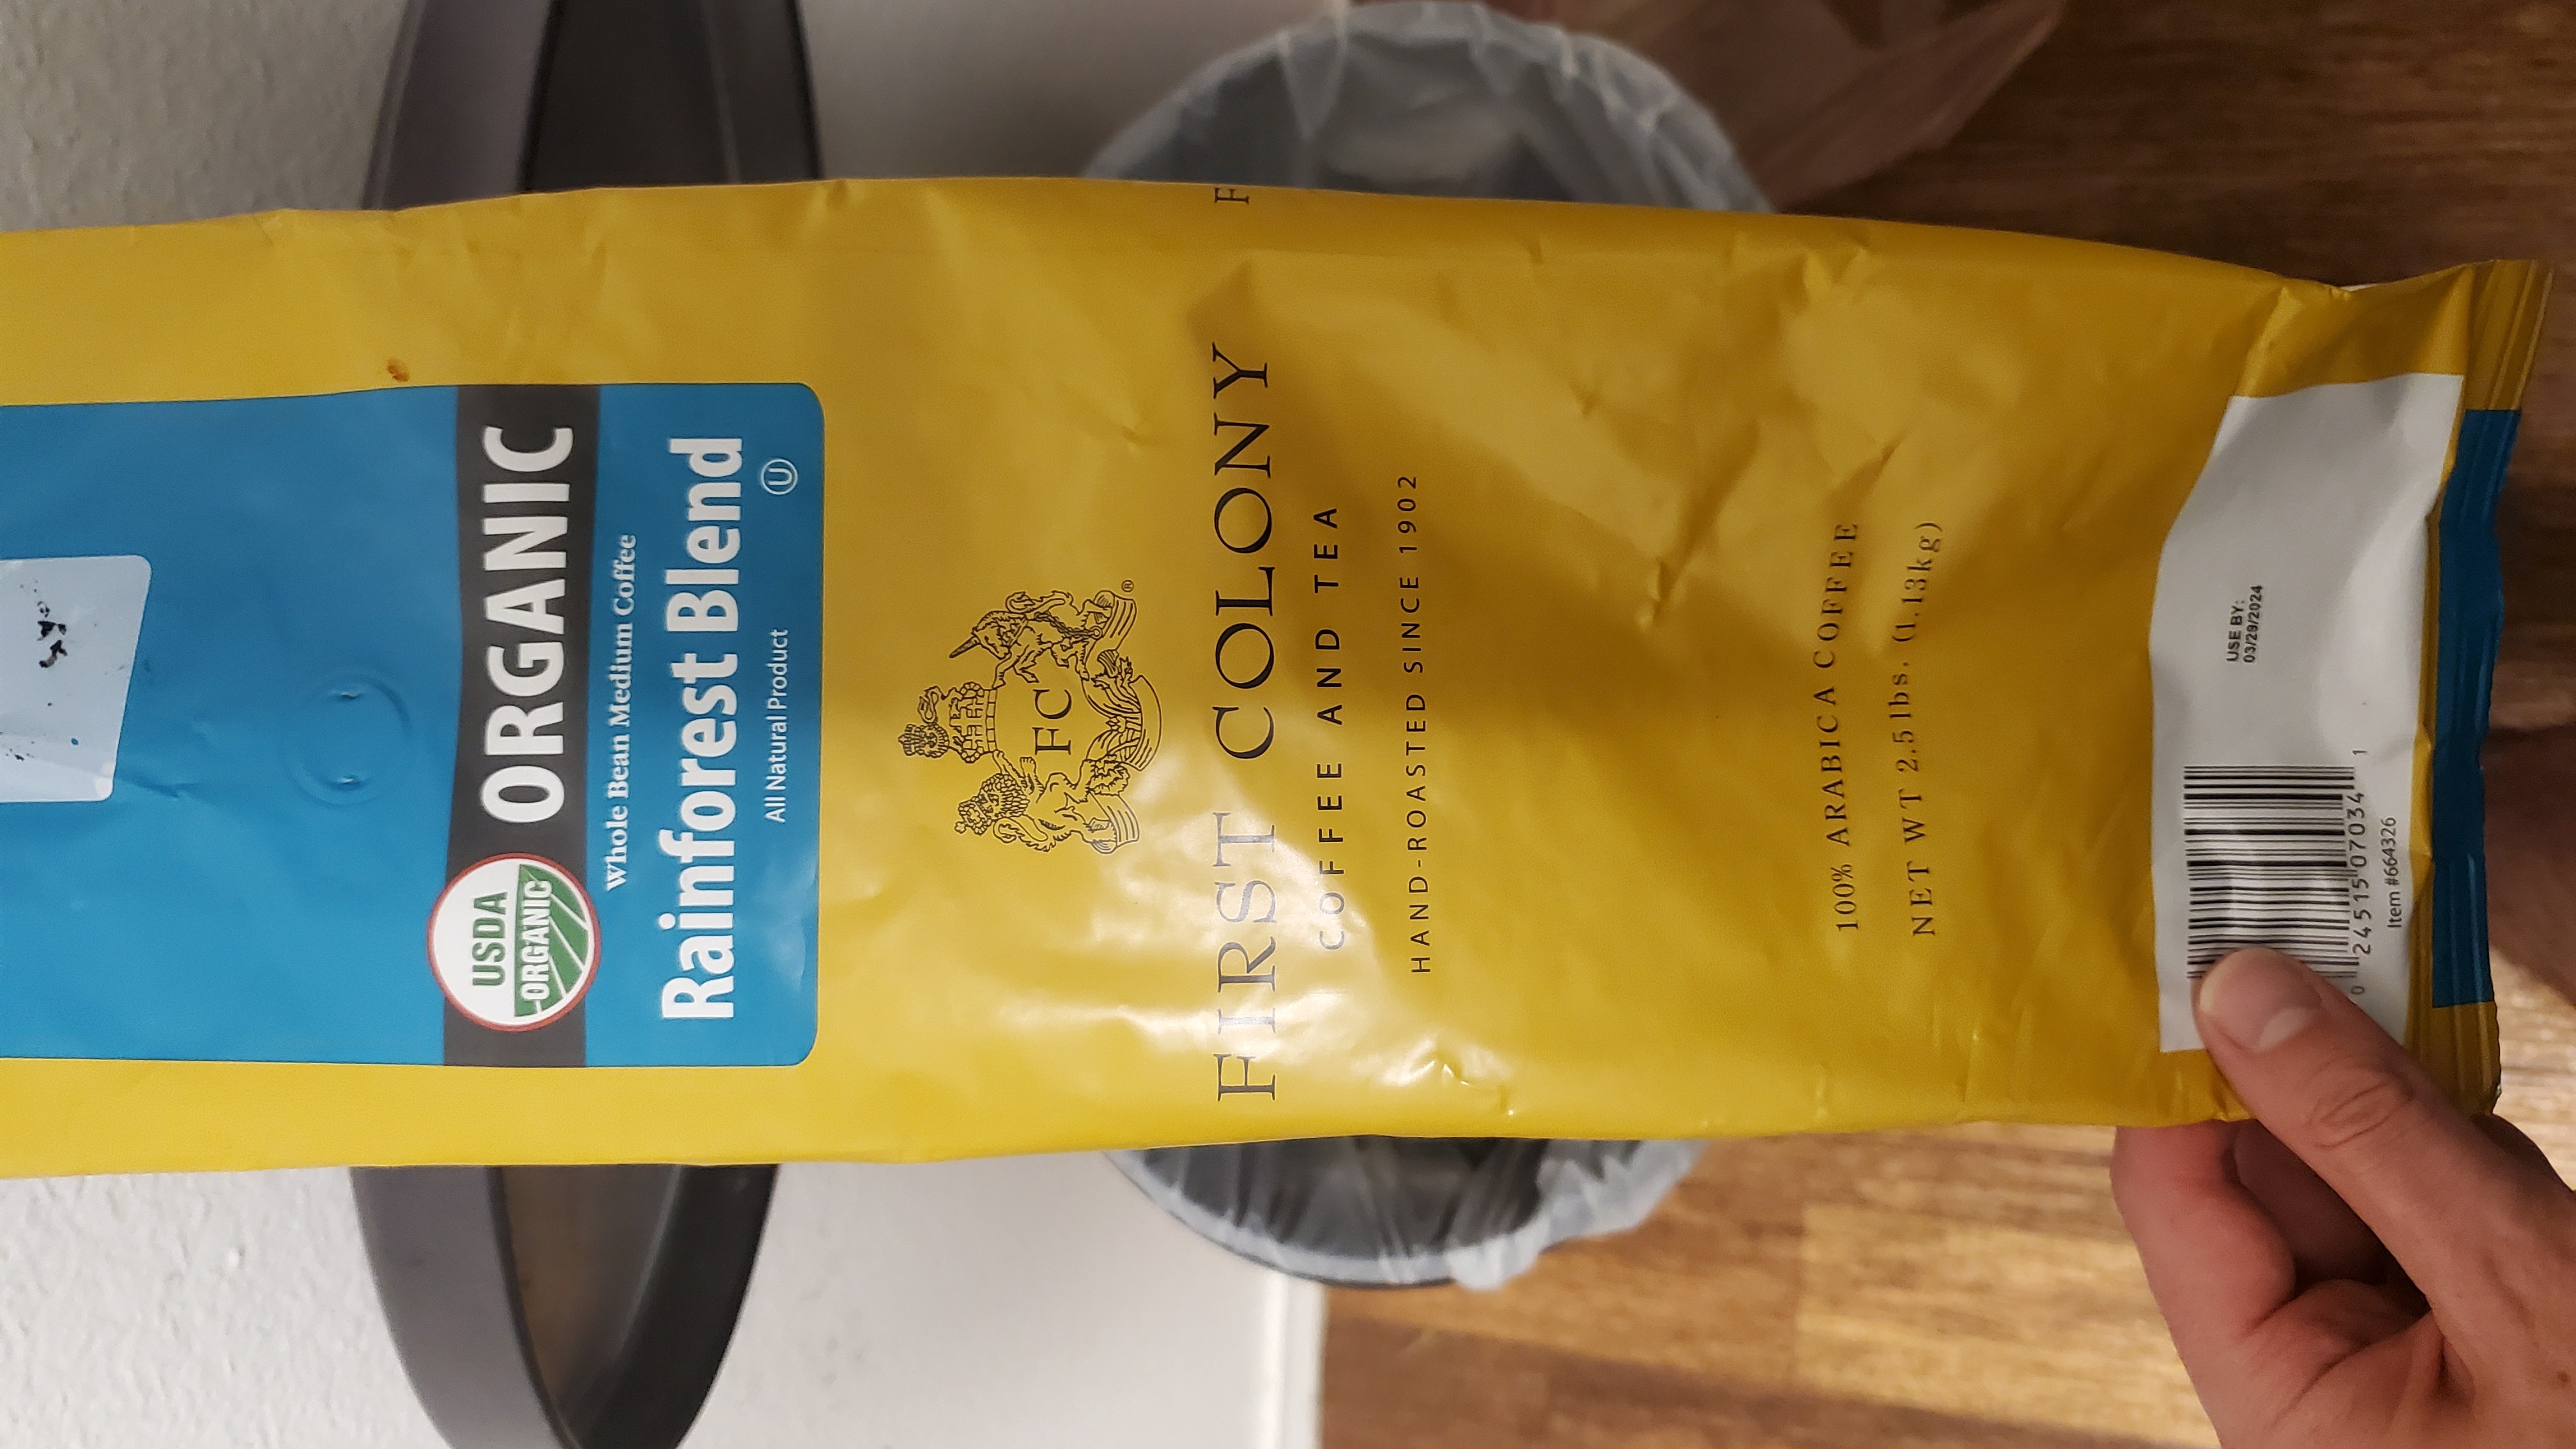 USDA
ORGANIC
ORGANIC
Whole Bean Medium Coffee
Rainforest Blend
All Natural Product
U
FC
®
FIRST COLONY
F
COFFEE AND TEA
HAND-ROASTED SINCE 1902
100% ARABICA COFFEE
NET WT 2.5lbs. (1.13kg)
USE BY:
03/29/2024
0 24515 07034 1
Item #664326